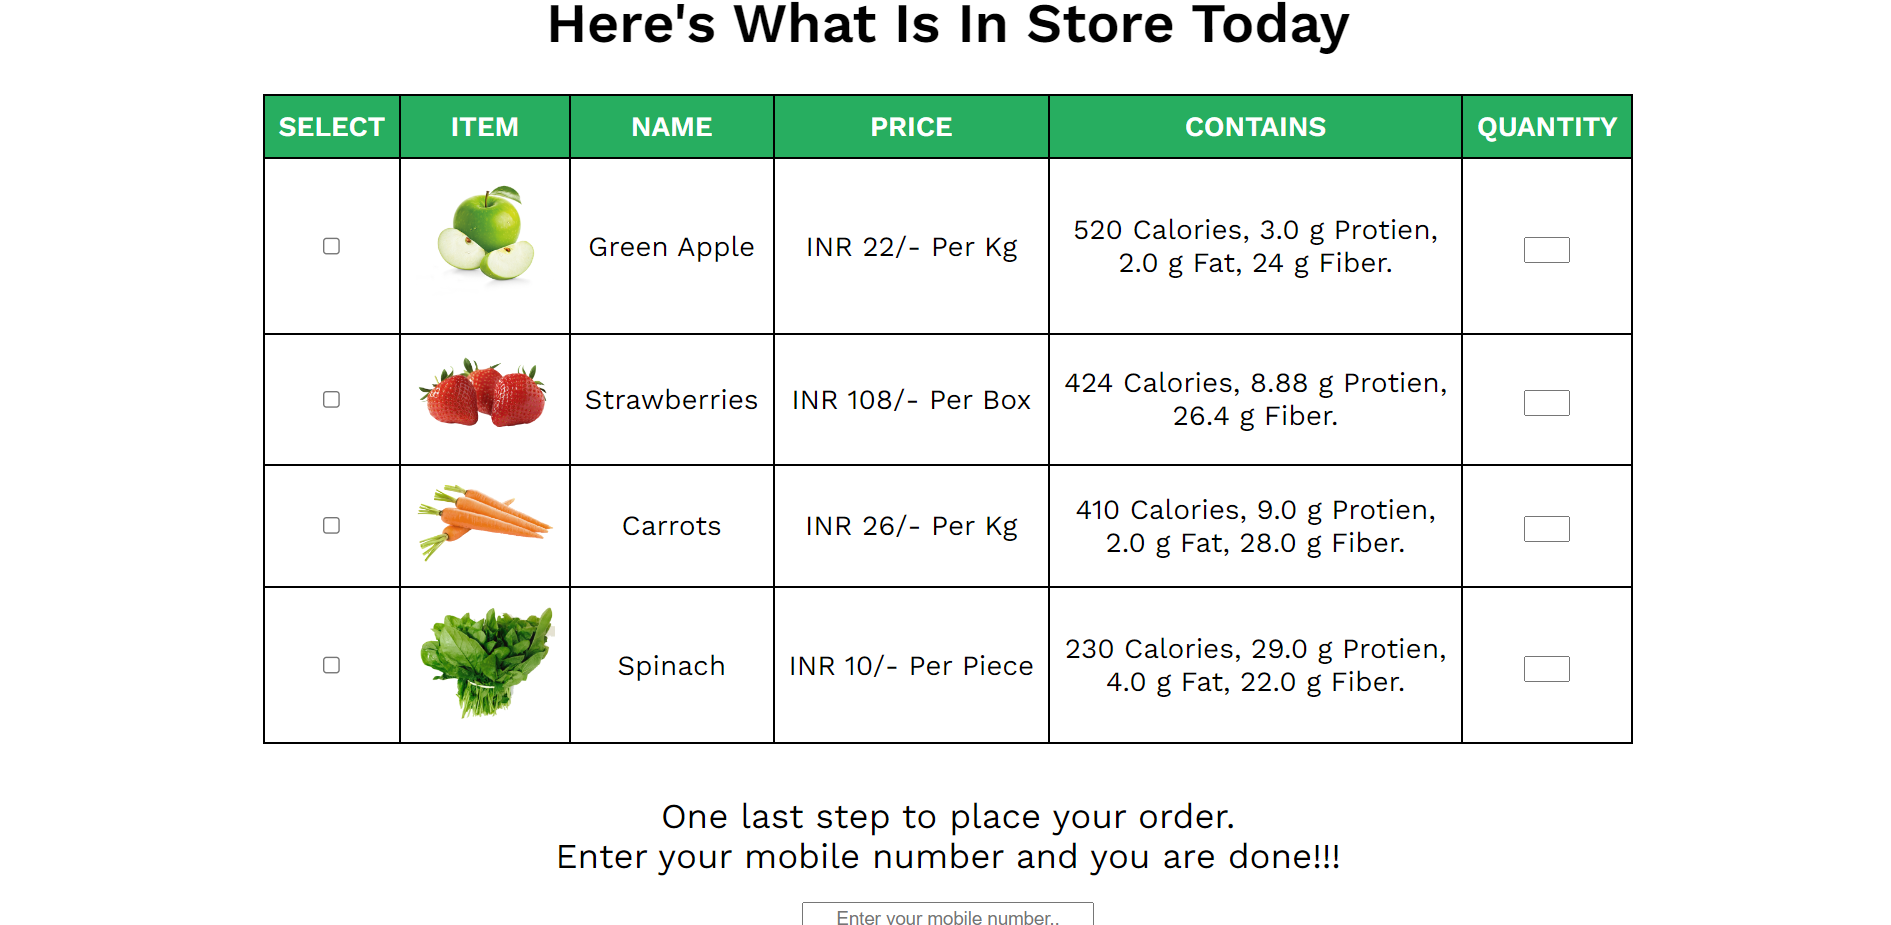 Here's What Is In Store Today
SELECT ITEM NAME PRICE CONTAINS QUANTITY
Green Apple INR 22/- Per Kg 520 Calories, 3.0 g Protien,
2.0 g Fat, 24 g Fiber.
Strawberries INR 108/- Per Box 424 Calories, 8.88 g Protien,
26.4 g Fiber.
Carrots INR 26/- Per Kg 410 Calories, 9.0 g Protien,
2.0 g Fat, 28.0 g Fiber.
Spinach INR 10/- Per Piece 230 Calories, 29.0 g Protien,
4.0 g Fat, 22.0 g Fiber.
One last step to place your order.
Enter your mobile number and you are done!!!
Enter your mobile number..